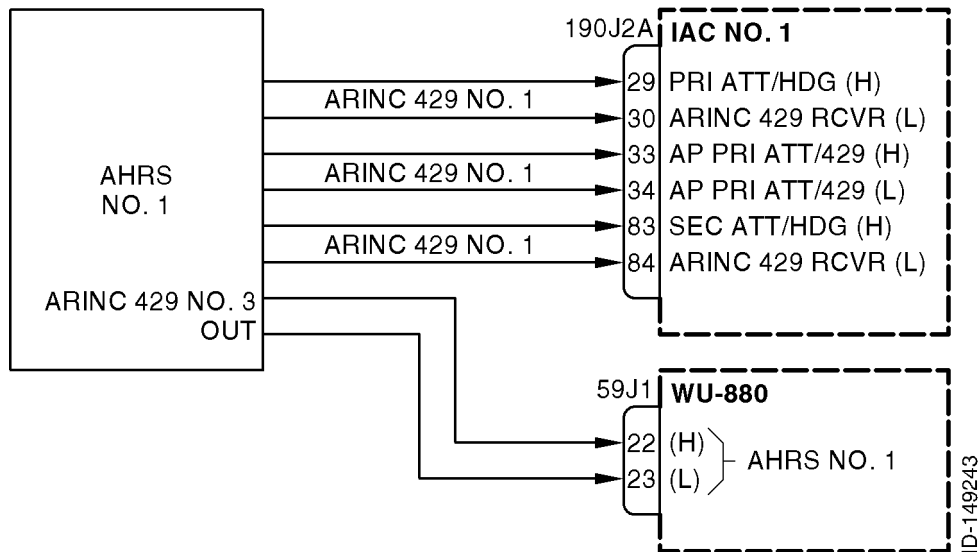 190J2A
IAC NO. 1
29 PRI ATT/HDG (H)
ARINC 429 NO. 1
30 ARINC 429 RCVR (L)
33 AP PRI ATT/429 (H)
ARINC 429 NO. 1
34 AP PRI ATT/429 (L)
AHRS
NO. 1
83 SEC ATT/HDG (H)
ARINC 429 NO. 1
84 ARINC 429 RCVR (L)
ARINC 429 NO. 3
OUT
59J1
WU-880
22 (H)
23 (L)
AHRS NO. 1
ID-149243